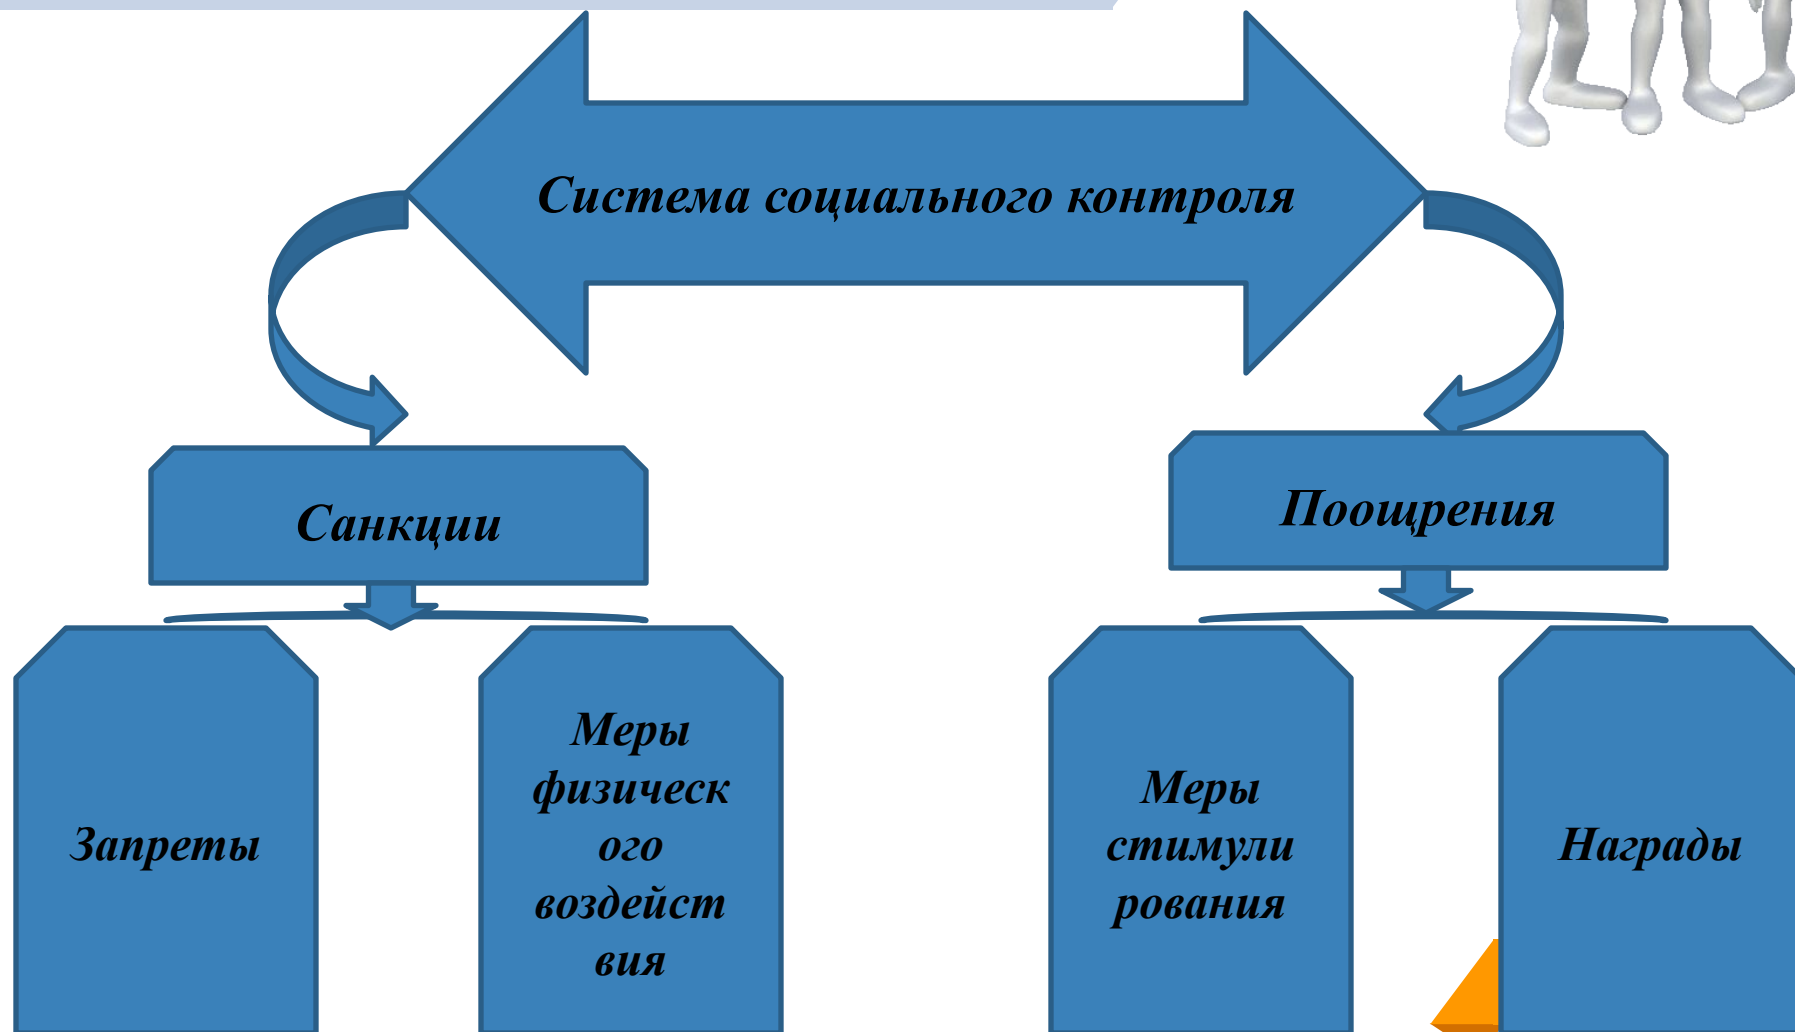 Система социального контроля
Санкции
Поощрения
Запреты
Меры
физическ
ого
воздейст
вия
Меры
стимули
рования
Награды